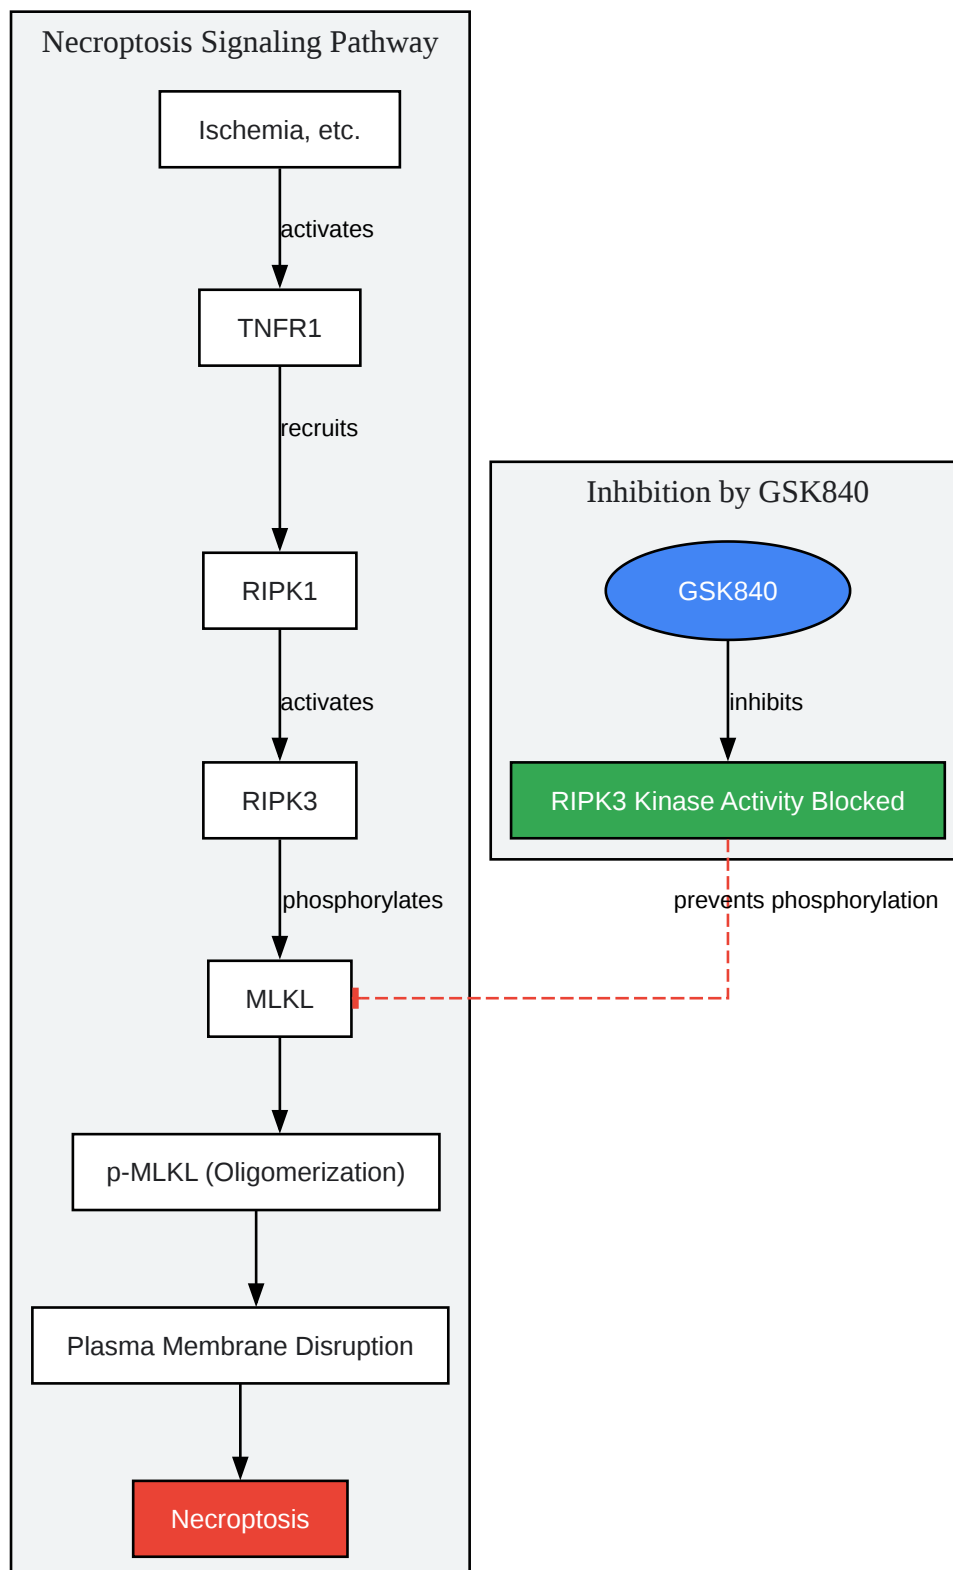 Necroptosis Signaling Pathway
Ischemia, etc.
activates
TNFR1
recruits
RIPK1
activates
RIPK3
phosphorylates
MLKL
p-MLKL (Oligomerization)
Plasma Membrane Disruption
Necroptosis
Inhibition by GSK840
GSK840
inhibits
RIPK3 Kinase Activity Blocked
prevents phosphorylation